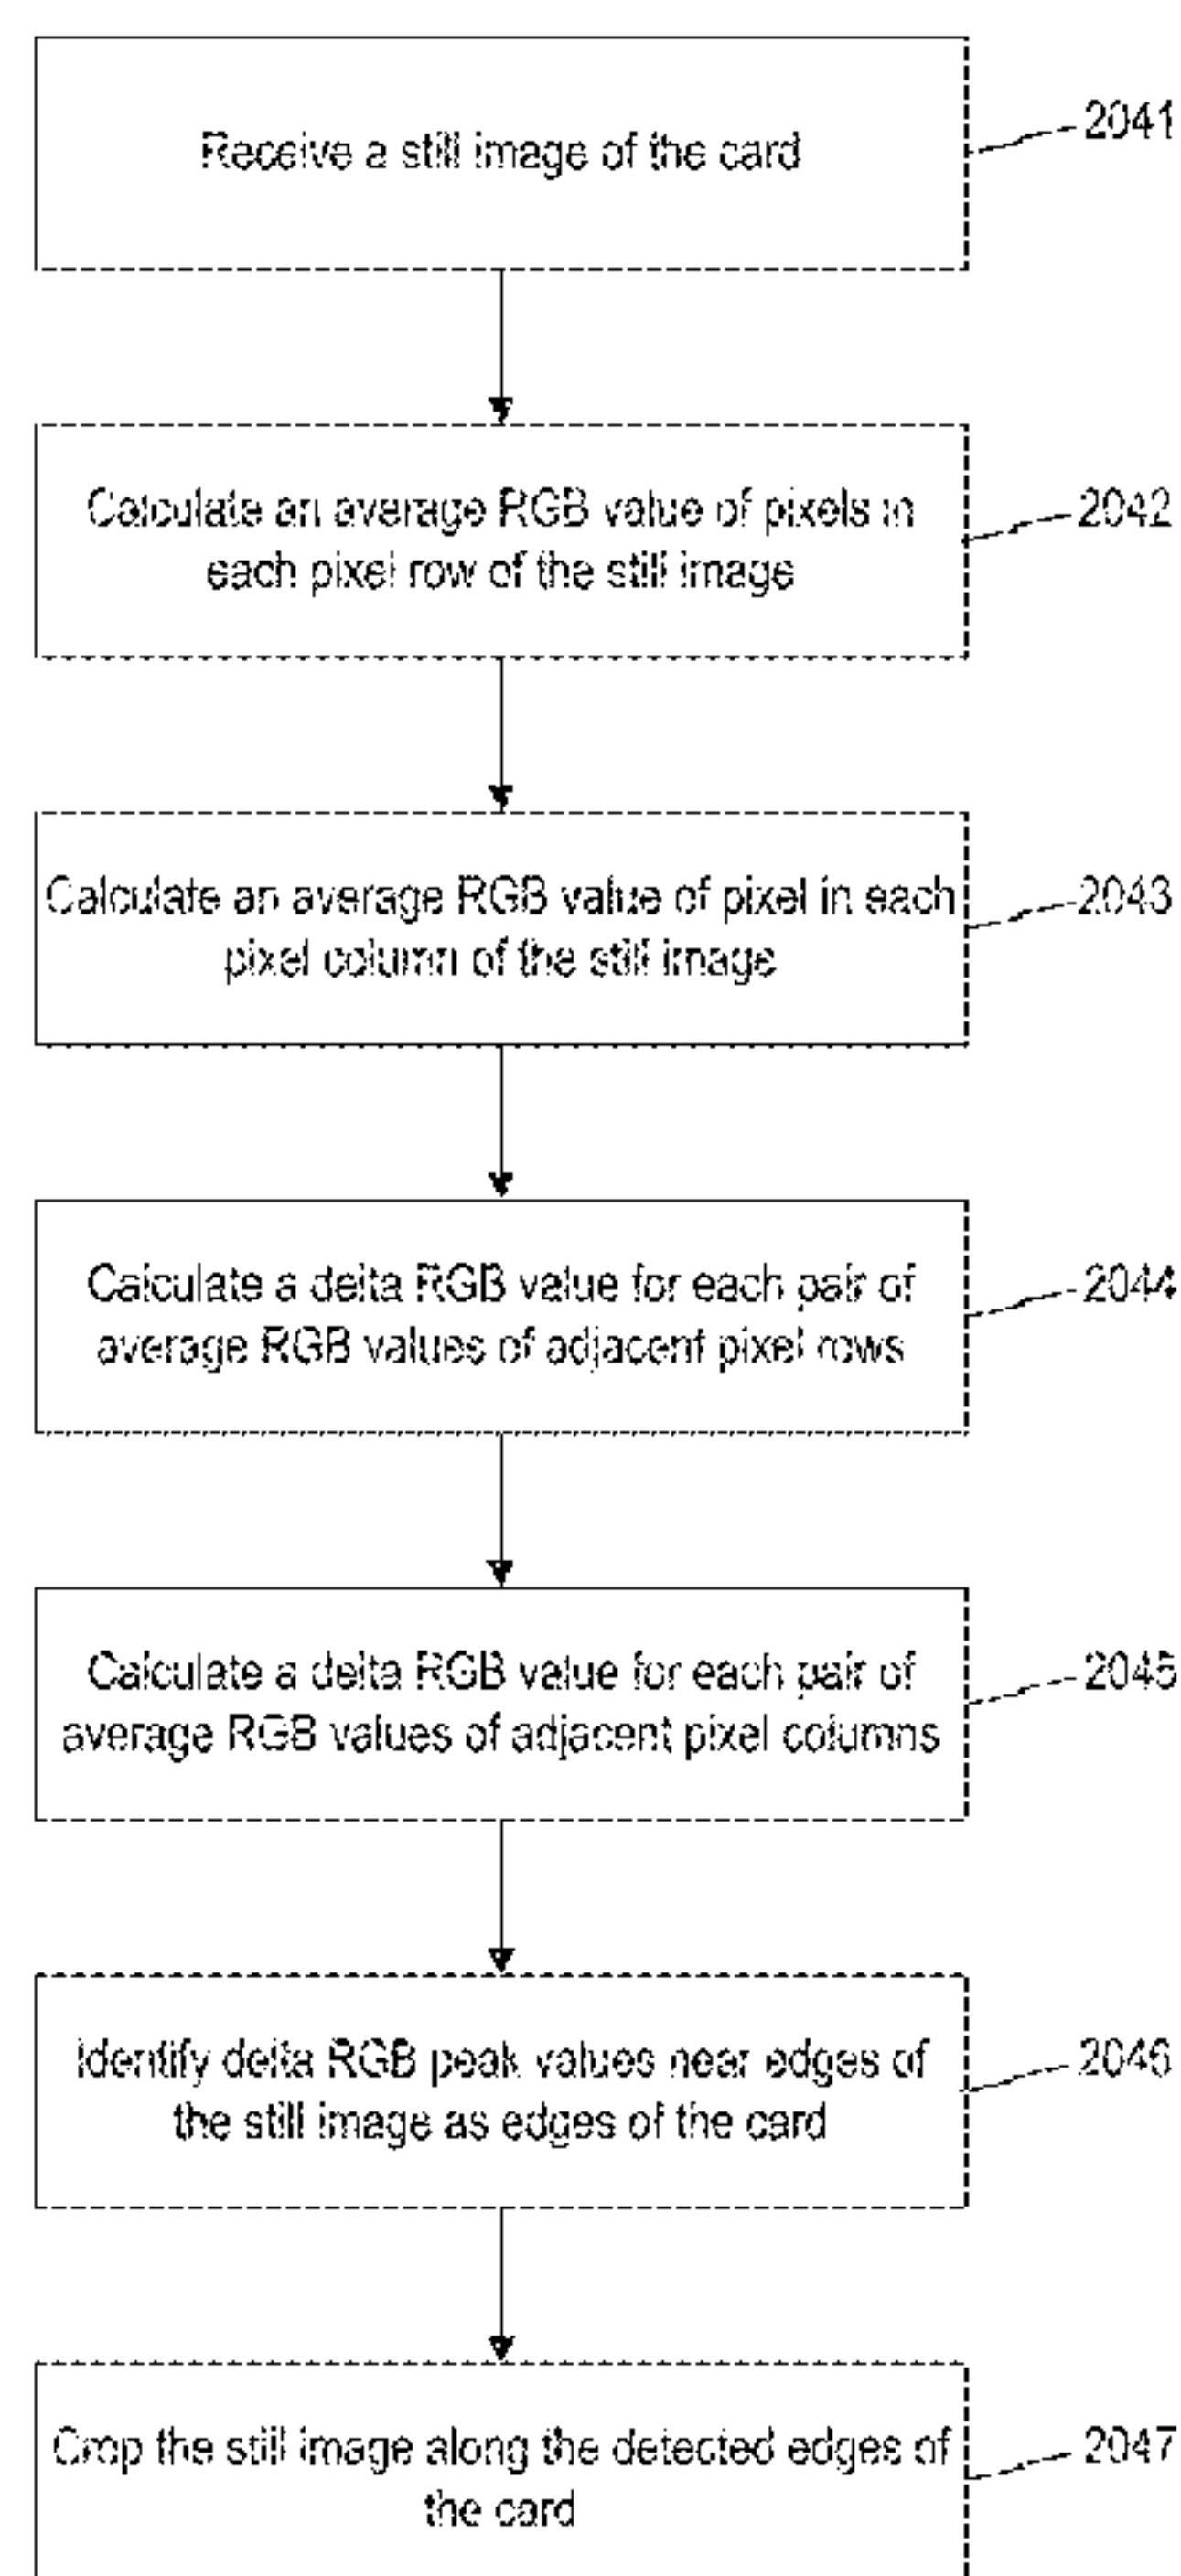 Receive a still image of the card
2041
Calculate an average RGB value of pixels in
each pixel row of the still image
2042
Calculate an average RGB value of pixel in each
pixel column of the still image
2043
Calculate a delta RGB value for each pair of
average RGB values of adjacent pixel rows
2044
Calculate a delta RGB value for each pair of
average RGB values of adjacent pixel columns
2045
Identify delta RGB peak values near edges of
the still image as edges of the card
2046
Crop the still image along the detected edges of
the card
2047